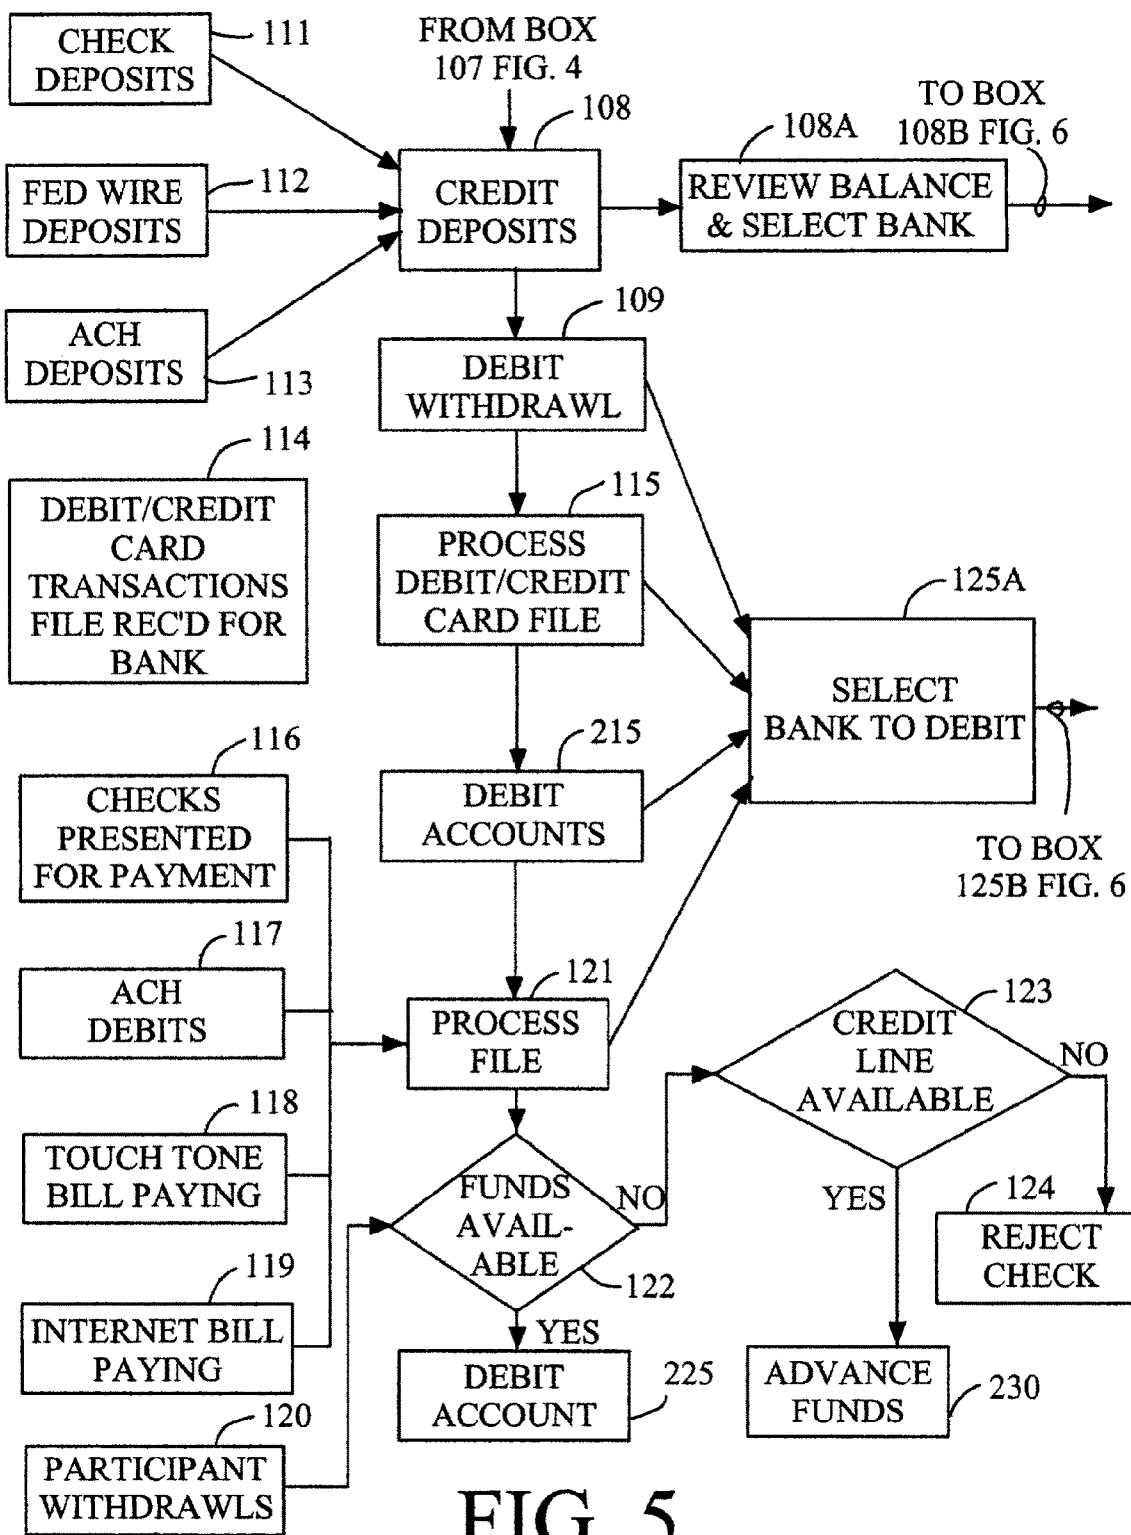 CHECK
DEPOSITS
111
FROM BOX
107 FIG. 4
108
TO BOX
108B FIG. 6
108A
FED WIRE
DEPOSITS
112
CREDIT
DEPOSITS
REVIEW BALANCE
& SELECT BANK
ACH
DEPOSITS
113
109
DEBIT
WITHDRAWL
114
DEBIT/CREDIT
CARD
TRANSACTIONS
FILE REC'D FOR
BANK
115
PROCESS
DEBIT/CREDIT
CARD FILE
125A
SELECT
BANK TO DEBIT
TO BOX
125B FIG. 6
116
CHECKS
PRESENTED
FOR PAYMENT
215
DEBIT
ACCOUNTS
117
ACH
DEBITS
121
PROCESS
FILE
123
CREDIT
LINE
AVAILABLE
NO
YES
118
TOUCH TONE
BILL PAYING
FUNDS
AVAIL-
ABLE
NO
122
YES
124
REJECT
CHECK
119
INTERNET BILL
PAYING
DEBIT
ACCOUNT
225
ADVANCE
FUNDS
230
120
PARTICIPANT
WITHDRAWLS
FIG. 5